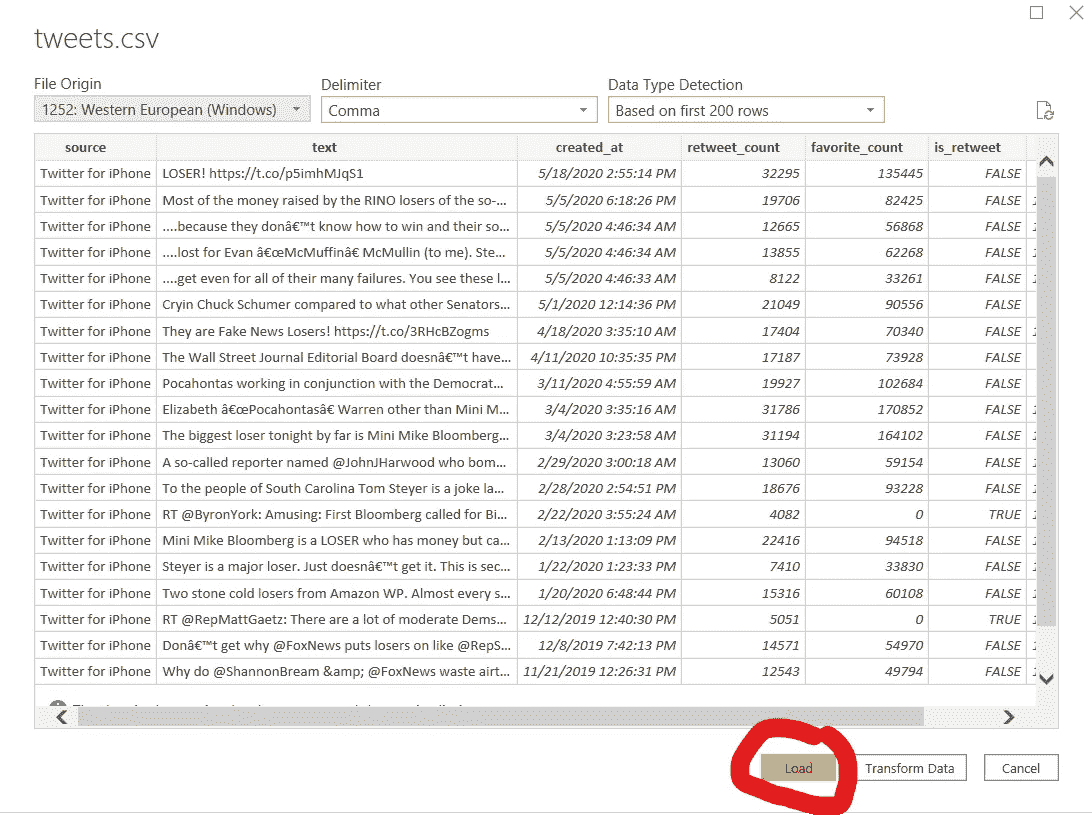 tweets.csv
File Origin Delimiter Data Type Detection
1252: Western European (Windows) Comma Based on first 200 rows
source text created_at retweet_count favorite_count is_retweet
Twitter for iPhone LOSER! https://t.co/p5imhMJqS1 5/18/2020 2:55:14 PM 32295 135445 FALSE
Twitter for iPhone Most of the money raised by the RINO losers of the so-... 5/5/2020 6:18:26 PM 19706 82425 FALSE
Twitter for iPhone ....because they donâ€™t know how to win and their so... 5/5/2020 4:46:34 AM 12665 56868 FALSE
Twitter for iPhone ....lost for Evan â€œMcMuffinâ€ McMullin (to me). Ste... 5/5/2020 4:46:34 AM 13855 62268 FALSE
Twitter for iPhone ....get even for all of their many failures. You see these l... 5/5/2020 4:46:33 AM 8122 33261 FALSE
Twitter for iPhone Cryin Chuck Schumer compared to what other Senators... 5/1/2020 12:14:36 PM 21049 90556 FALSE
Twitter for iPhone They are Fake News Losers! https://t.co/3RHcBZogms 4/18/2020 3:35:10 AM 17404 70340 FALSE
Twitter for iPhone The Wall Street Journal Editorial Board doesnâ€™t have... 4/11/2020 10:35:35 PM 17187 73928 FALSE
Twitter for iPhone Pocahontas working in conjunction with the Democrat... 3/11/2020 4:55:59 AM 19927 102684 FALSE
Twitter for iPhone Elizabeth â€œPocahontasâ€ Warren other than Mini M... 3/4/2020 3:35:16 AM 31786 170852 FALSE
Twitter for iPhone The biggest loser tonight by far is Mini Mike Bloomberg... 3/4/2020 3:23:58 AM 31194 164102 FALSE
Twitter for iPhone A so-called reporter named @JohnJHarwood who bom... 2/29/2020 3:00:18 AM 13060 59154 FALSE
Twitter for iPhone To the people of South Carolina Tom Steyer is a joke la... 2/28/2020 2:54:51 PM 18676 93228 FALSE
Twitter for iPhone RT @ByronYork: Amusing: First Bloomberg called for Bi... 2/22/2020 3:55:24 AM 4082 0 TRUE
Twitter for iPhone Mini Mike Bloomberg is a LOSER who has money but ca... 2/13/2020 1:13:09 PM 22416 94518 FALSE
Twitter for iPhone Steyer is a major loser. Just doesnâ€™t get it. This is sec... 1/22/2020 1:23:33 PM 7410 33830 FALSE
Twitter for iPhone Two stone cold losers from Amazon WP. Almost every s... 1/20/2020 6:48:44 PM 15316 60108 FALSE
Twitter for iPhone RT @RepMattGaetz: There are a lot of moderate Dems... 12/12/2019 12:40:30 PM 5051 0 TRUE
Twitter for iPhone Donâ€™t get why @FoxNews puts losers on like @RepS... 12/8/2019 7:42:13 PM 14571 54970 FALSE
Twitter for iPhone Why do @ShannonBream &amp; @FoxNews waste airt... 11/21/2019 12:26:31 PM 12543 49794 FALSE
Load Transform Data Cancel